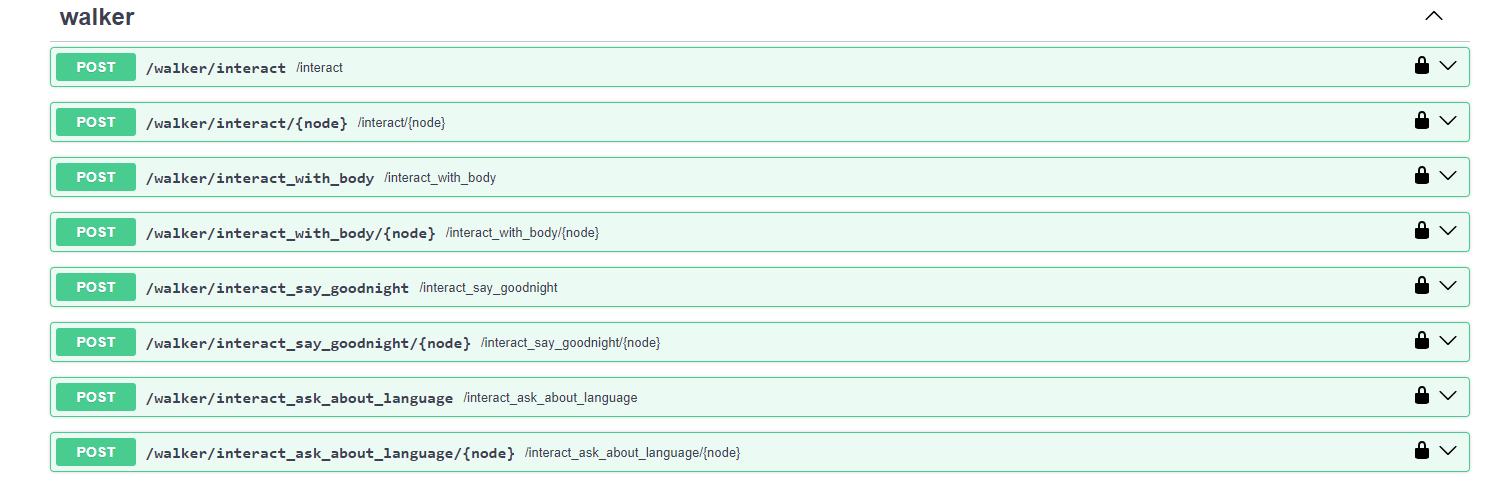 walker
POST /walker/interact /interact
POST /walker/interact/{node} /interact/{node}
POST /walker/interact_with_body /interact_with_body
POST /walker/interact_with_body/{node} /interact_with_body/{node}
POST /walker/interact_say_goodnight /interact_say_goodnight
POST /walker/interact_say_goodnight/{node} /interact_say_goodnight/{node}
POST /walker/interact_ask_about_language /interact_ask_about_language
POST /walker/interact_ask_about_language/{node} /interact_ask_about_language/{node}